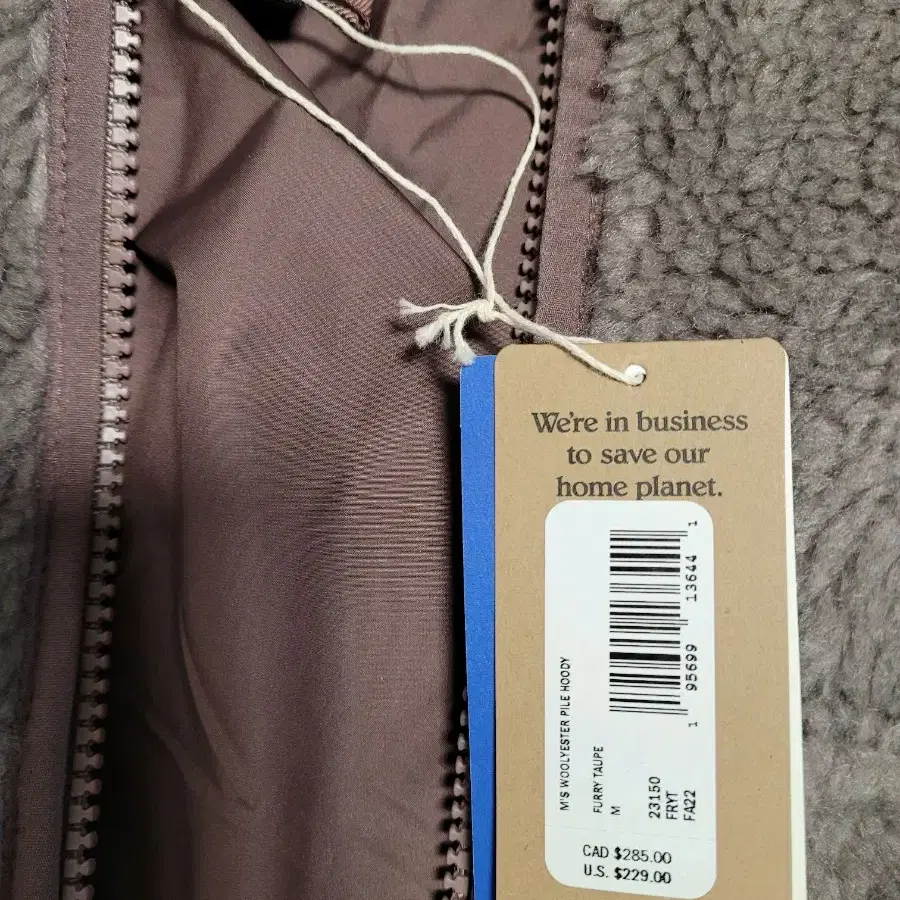 We're in business
to save our
home planet.
1 95699 13644 1
M'S WOOLYESTER PILE HOODY
FURRY TAUPE
M
23150
FRYT
FA22
CAD $285.00
U.S. $229.00